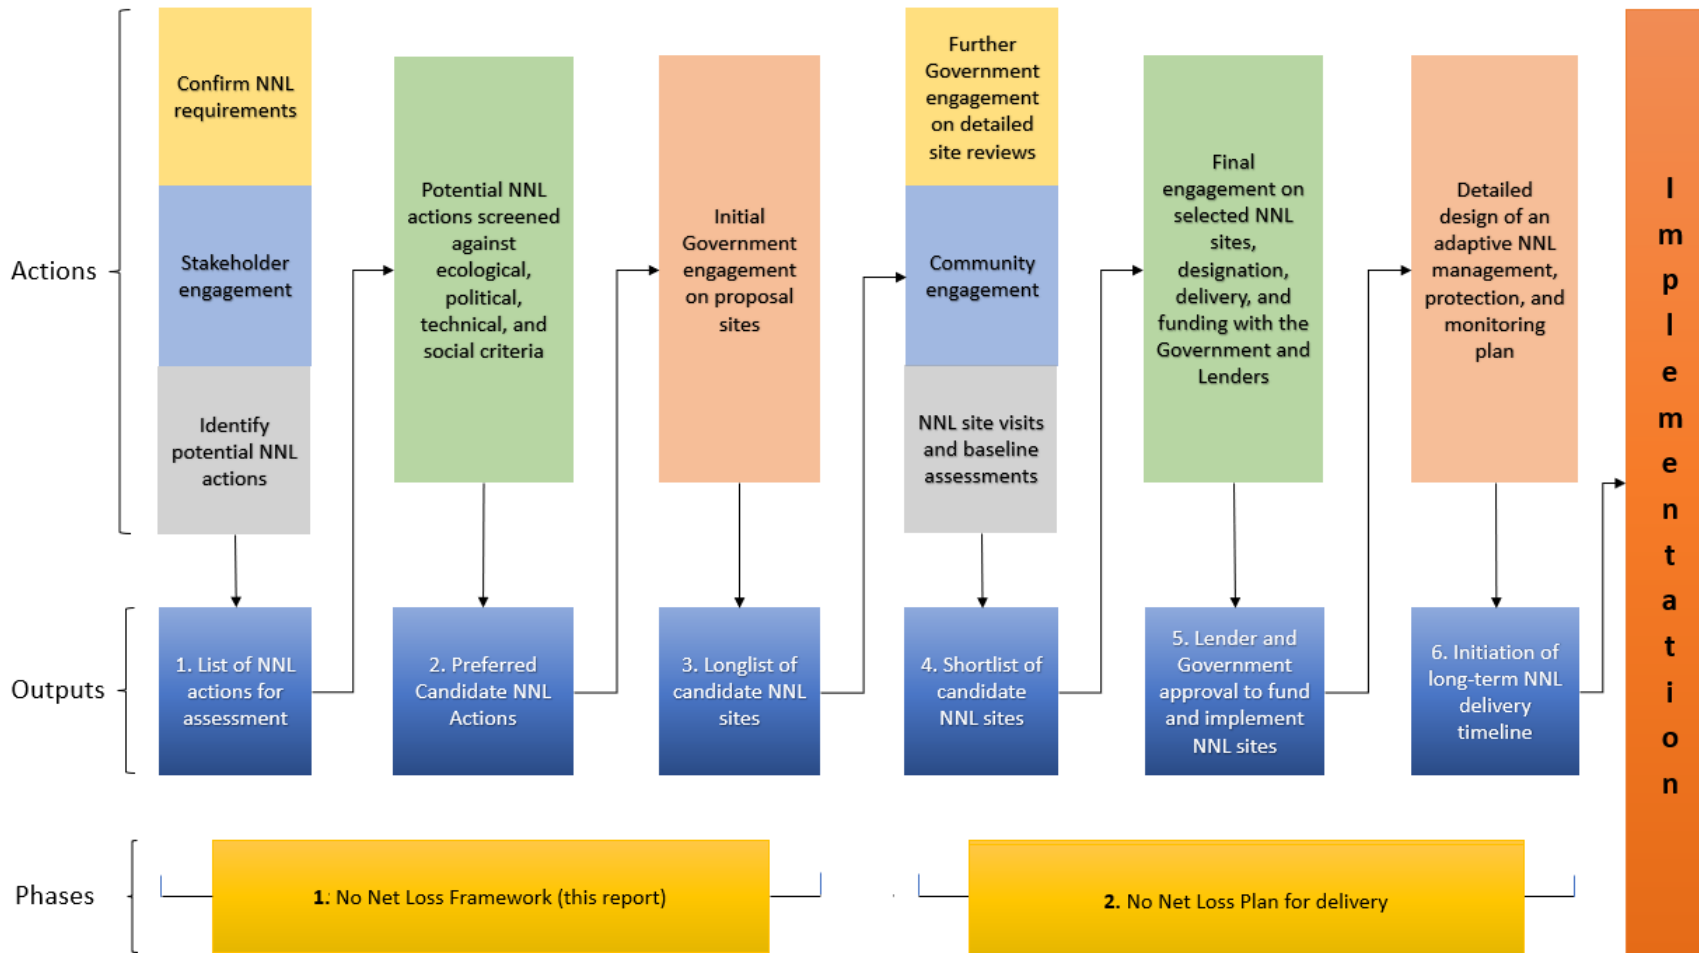 Actions
Confirm NNL
requirements
Stakeholder
engagement
Identify
potential NNL
actions
Potential NNL
actions screened
against
ecological,
political,
technical, and
social criteria
Initial
Government
engagement
on proposal
sites
Further
Government
engagement
on detailed
site reviews
Community
engagement
NNL site visits
and baseline
assessments
Final
engagement on
selected NNL
sites,
designation,
delivery, and
funding with the
Government and
Lenders
Detailed
design of an
adaptive NNL
management,
protection, and
monitoring
plan
Outputs
1. List of NNL
actions for
assessment
2. Preferred
Candidate NNL
Actions
3. Longlist of
candidate NNL
sites
4. Shortlist of
candidate
NNL sites
5. Lender and
Government
approval to fund
and implement
NNL sites
6. Initiation of
long-term NNL
delivery
timeline
Phases
1. No Net Loss Framework (this report)
2. No Net Loss Plan for delivery
Implementation